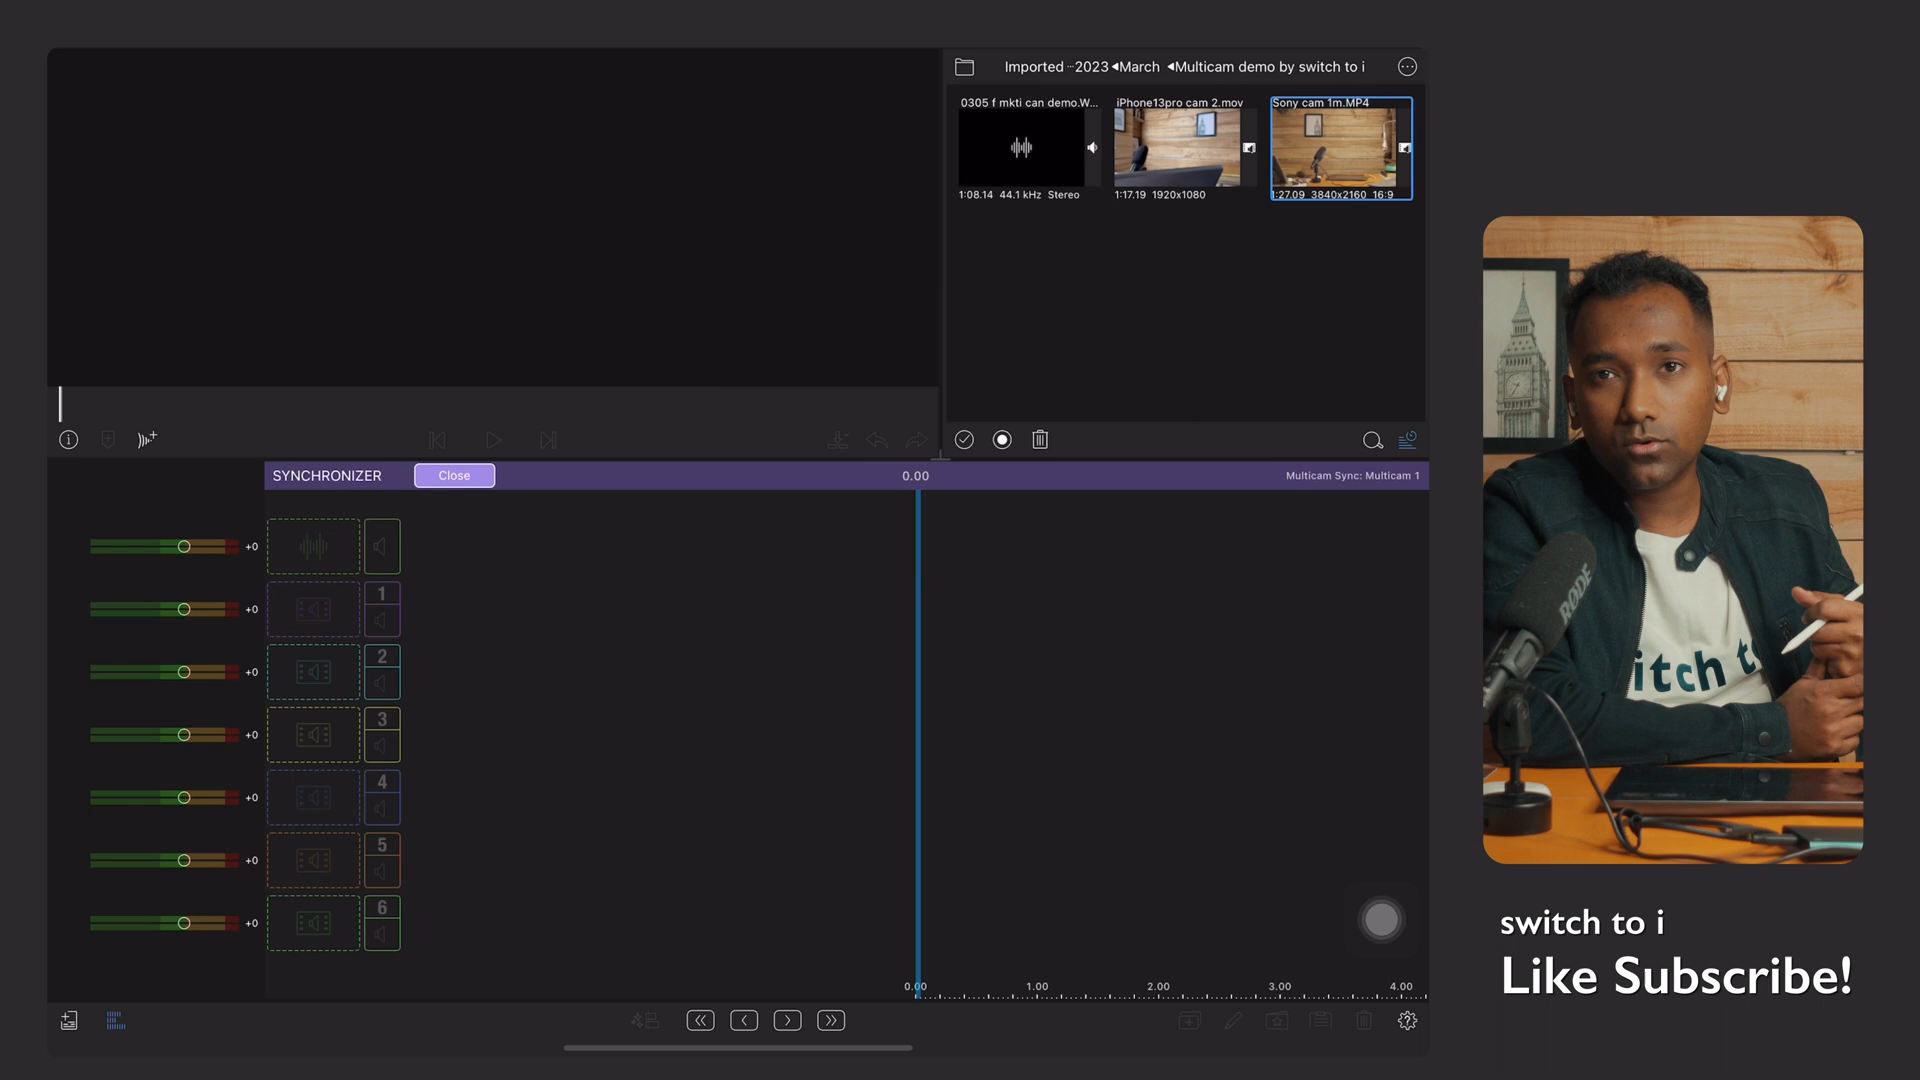 Imported ··· 2023 ◂ March ◂ Multicam demo by switch to i
0305 f mkti can demo.W...
iPhone13pro cam 2.mov
Sony cam 1m.MP4
1:08.14 44.1 kHz Stereo
1:17.19 1920x1080
1:27.09 3840x2160 16:9
SYNCHRONIZER
Close
0.00
Multicam Sync: Multicam 1
+0
+0
1
+0
2
+0
3
+0
4
+0
5
+0
6
0.00 1.00 2.00 3.00 4.00
RØDE
itch t
switch to i
Like Subscribe!